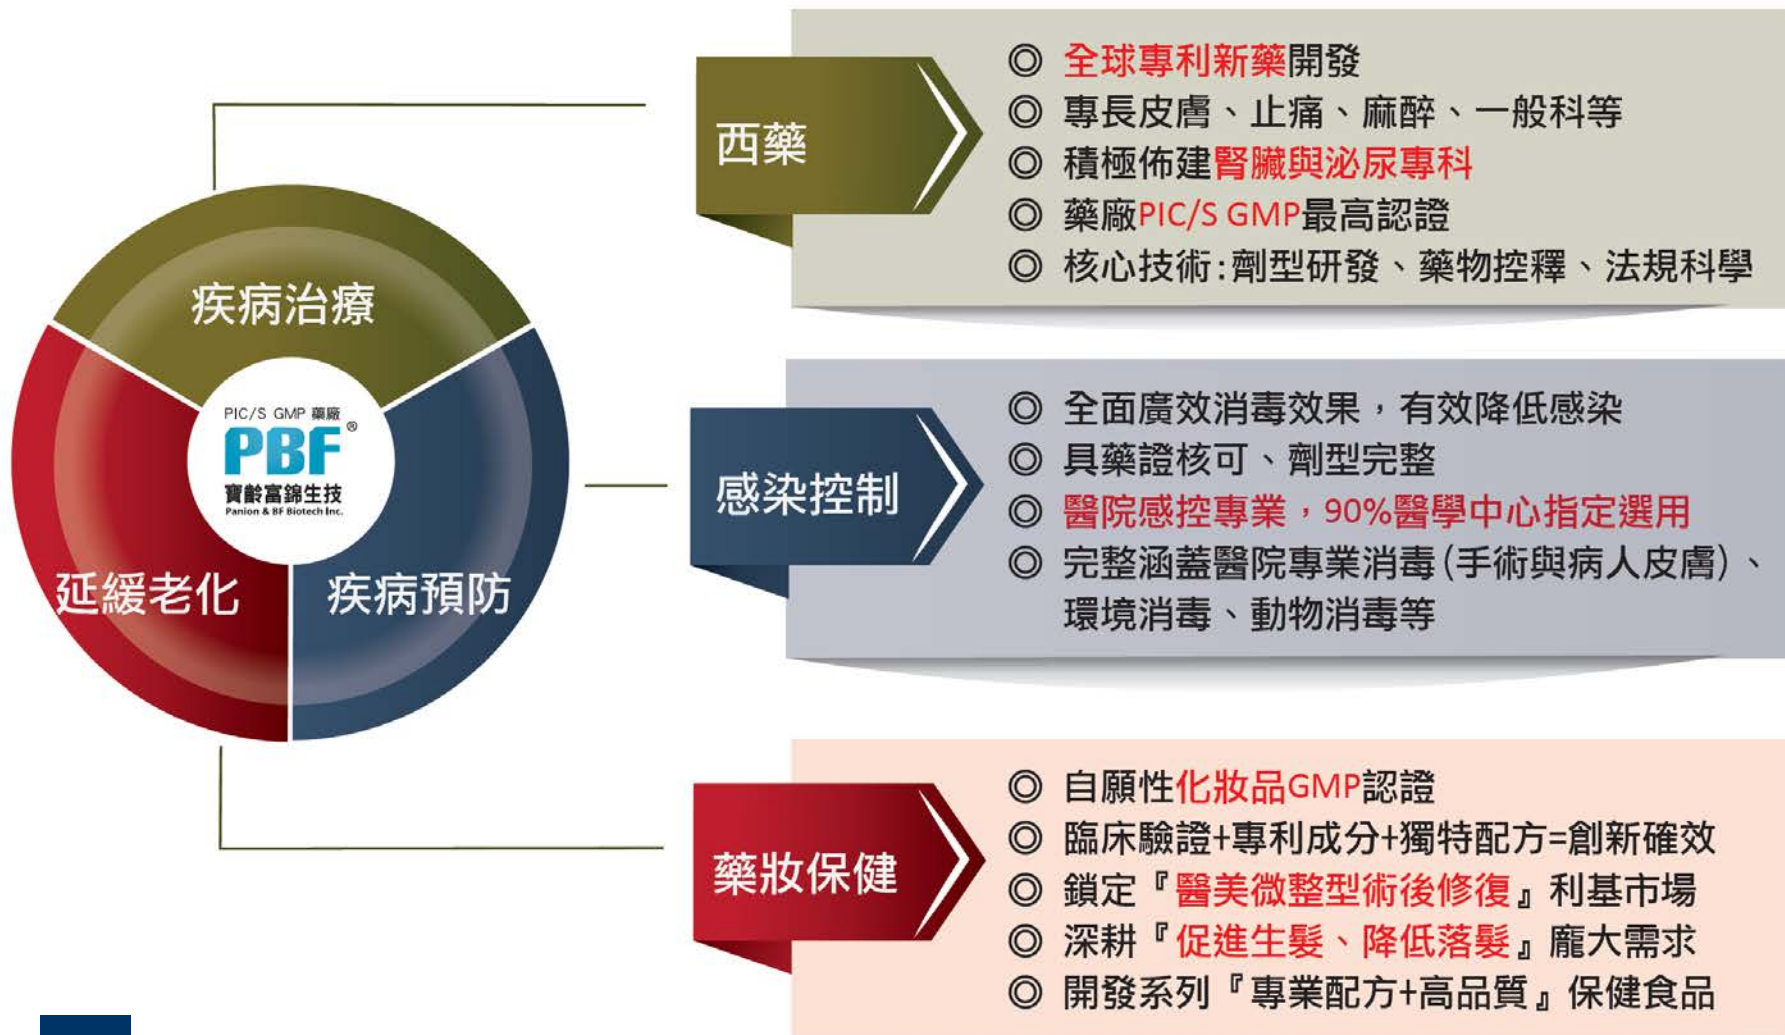 疾病治療
PIC/S GMP 藥廠
PBF®
寶齡富錦生技
Panion & BF Biotech Inc.
延緩老化
疾病預防
西藥
◎ 全球專利新藥開發
◎ 專長皮膚、止痛、麻醉、一般科等
◎ 積極佈建腎臟與泌尿專科
◎ 藥廠PIC/S GMP最高認證
◎ 核心技術:劑型研發、藥物控釋、法規科學
感染控制
◎ 全面廣效消毒效果，有效降低感染
◎ 具藥證核可、劑型完整
◎ 醫院感控專業，90%醫學中心指定選用
◎ 完整涵蓋醫院專業消毒(手術與病人皮膚)、
環境消毒、動物消毒等
藥妝保健
◎ 自願性化妝品GMP認證
◎ 臨床驗證+專利成分+獨特配方=創新確效
◎ 鎖定『醫美微整型術後修復』利基市場
◎ 深耕『促進生髮、降低落髮』龐大需求
◎ 開發系列『專業配方+高品質』保健食品